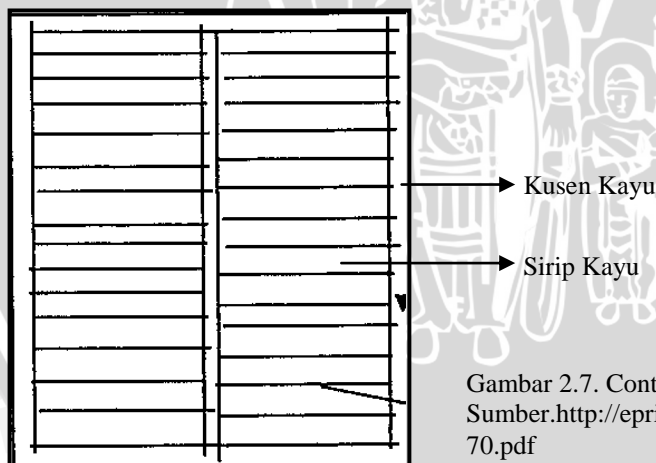 Kusen Kayu
Sirip Kayu
Gambar 2.7. Cont
Sumber.http://epri
70.pdf